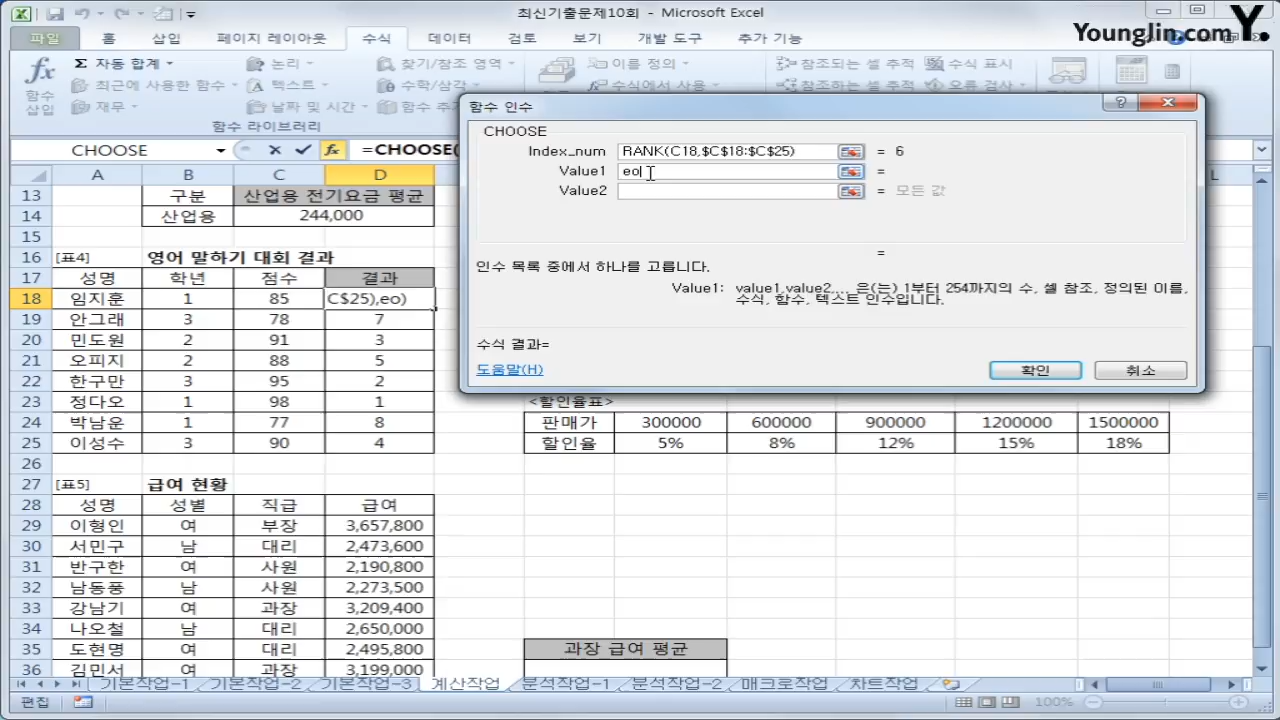 최신기출문제10회 - Microsoft Excel
Younglin.com Y.
파일 홈 삽입 페이지 레이아웃 수식 데이터 검토 보기 개발 도구 추가 기능
fx 함수 삽입
Σ 자동 합계
최근에 사용한 함수
재무
논리
텍스트
날짜 및 시간
찾기/참조 영역
수학/삼각
함수 추
함수 라이브러리
이름 정의
수식에서 사용
참조되는 셀 추적
참조하는 셀 추적
수식 표시
오류 검사
CHOOSE fx =CHOOSE(
A B C D L
13 구분 산업용 전기요금 평균
14 산업용 244,000
15
16 [표4] 영어 말하기 대회 결과
17 성명 학년 점수 결과
18 임지훈 1 85 C$25),eo)
19 안그래 3 78 7
20 민도원 2 91 3
21 오피지 2 88 5
22 한구만 3 95 2
23 정다오 1 98 1
24 박남운 1 77 8
25 이성수 3 90 4
26
27 [표5] 급여 현황
28 성명 성별 직급 급여
29 이형인 여 부장 3,657,800
30 서민구 남 대리 2,473,600
31 반구한 여 사원 2,190,800
32 남동풍 남 사원 2,273,500
33 강남기 여 과장 3,209,400
34 나오철 남 대리 2,650,000
35 도현명 여 대리 2,495,800
36 김민서 여 과장 3,199,000
함수 인수
CHOOSE
Index_num RANK(C18,$C$18:$C$25) = 6
Value1 eo =
Value2 = 모든 값
=
인수 목록 중에서 하나를 고릅니다.
Value1: value1,value2,... 은(는) 1부터 254까지의 수, 셀 참조, 정의된 이름,
수식, 함수, 텍스트 인수입니다.
수식 결과=
도움말(H)
확인 취소
<할인율표>
판매가 300000 600000 900000 1200000 1500000
할인율 5% 8% 12% 15% 18%
과장 급여 평균
기본작업-1 기본작업-2 기본작업-3 계산작업 분석작업-1 분석작업-2 매크로작업 차트작업
편집 100%